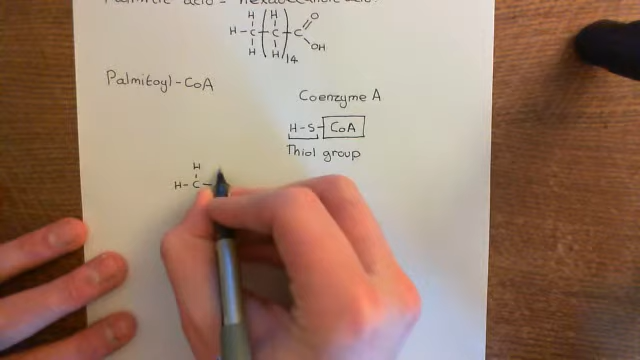 Palmitic acid - hexadecanoic acid.
H H O
H-C-(C)-C
H H 14 OH
Palmitoyl-CoA
Coenzyme A
H-S-CoA
Thiol group
H
H-C-